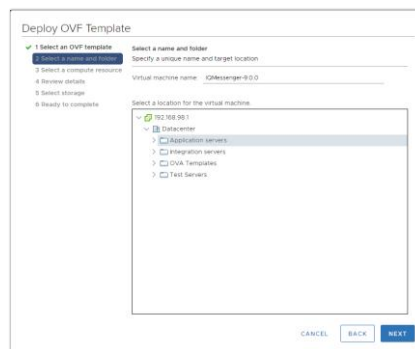 Deploy OVF Template
1 Select an OVF template
2 Select a name and folder
3 Select a compute resource
4 Review details
5 Select storage
6 Ready to complete
Select a name and folder
Specify a unique name and target location
Virtual machine name: IQMessenger-9.0.0
Select a location for the virtual machine.
192.168.98.1
Datacenter
Application servers
Integration servers
OVA Templates
Test Servers
CANCEL
BACK
NEXT